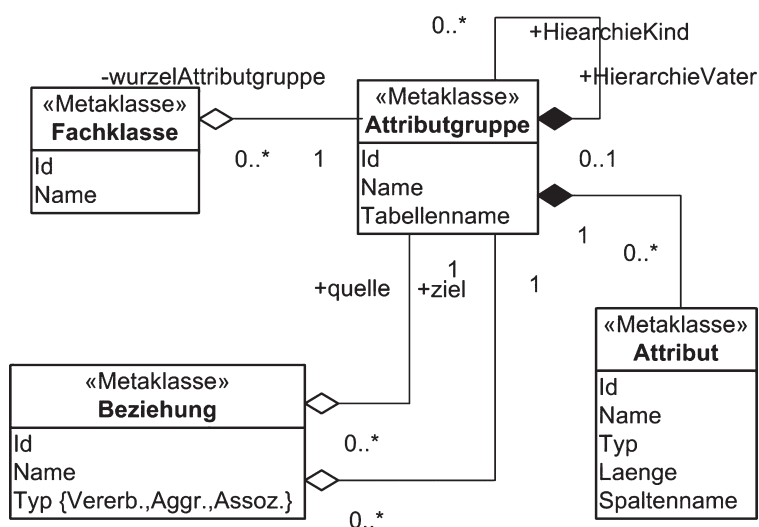 0..*
+HiearchieKind
-wurzelAttributgruppe
+HierarchieVater
«Metaklasse»
Fachklasse
Id
Name
0..*
1
«Metaklasse»
Attributgruppe
Id
Name
Tabellenname
0..1
1
0..*
+quelle
1
+ziel
1
«Metaklasse»
Attribut
Id
Name
Typ
Laenge
Spaltenname
«Metaklasse»
Beziehung
Id
Name
Typ {Vererb.,Aggr.,Assoz.}
0..*
0..*